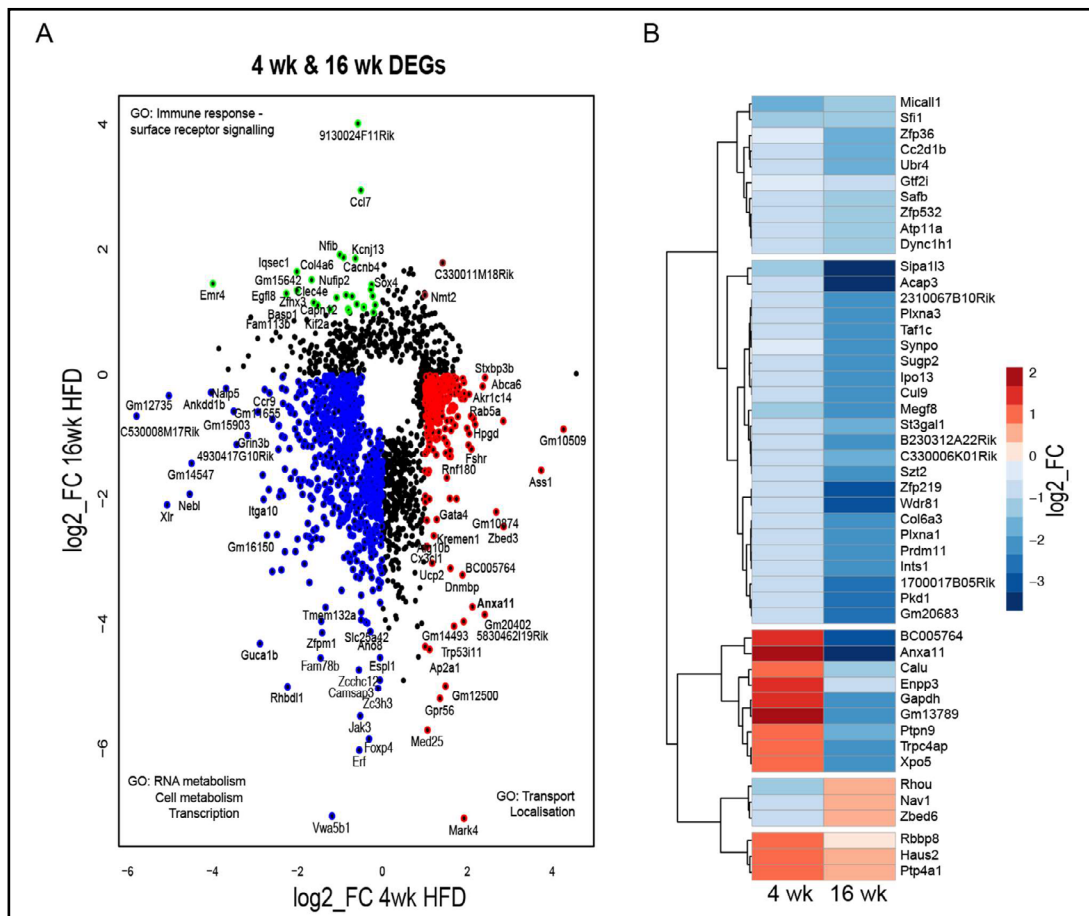 A
B
4 wk & 16 wk DEGs
GO: Immune response -
surface receptor signalling
9130024F11Rik
Ccl7
Nfib
Kcnj13
Iqsec1
Col4a6
Cacnb4
C330011M18Rik
Gm15642
Nufip2
Sox4
Emr4
Egfl8
Clec4e
Nmt2
Zfhx3
Basp1
Capn12
Fam113b
Kif2a
Stxbp3b
Nalp5
Ccr9
Abca6
Gm12735
Ankdd1b
Akr1c14
Gm11655
Rab5a
C530008M17Rik
Gm15903
Hpgd
Gm10509
Grin3b
4930417G10Rik
Fshr
Gm14547
Rnf180
Ass1
Nebl
Itga10
Xlr
Gata4
Gm10874
Gm16150
Kremen1
Zbed3
Cx3cl1
Ucp2
BC005764
Dnmbp
Tmem132a
Anxa11
Slc25a42
Gm20402
Zfpm1
Ano8
Gm14493
5830462I19Rik
Guca1b
Trp53i11
Fam78b
Espl1
Ap2a1
Zcchc12
Rhbdl1
Camsap3
Gm12500
Zc3h3
Gpr56
Jak3
Foxp4
Med25
Erf
GO: RNA metabolism
Cell metabolism
Transcription
GO: Transport
Localisation
Vwa5b1
Mark4
4
2
0
−2
−4
−6
log2_FC 16wk HFD
−6
−4
−2
0
2
4
log2_FC 4wk HFD
Micall1
Sfi1
Zfp36
Cc2d1b
Ubr4
Gtf2i
Safb
Zfp532
Atp11a
Dync1h1
Sipa1l3
Acap3
2310067B10Rik
Plxna3
Taf1c
Synpo
Sugp2
Ipo13
Cul9
Megf8
St3gal1
B230312A22Rik
C330006K01Rik
Szt2
Zfp219
Wdr81
Col6a3
Plxna1
Prdm11
Ints1
1700017B05Rik
Pkd1
Gm20683
BC005764
Anxa11
Calu
Enpp3
Gapdh
Gm13789
Ptpn9
Trpc4ap
Xpo5
Rhou
Nav1
Zbed6
Rbbp8
Haus2
Ptp4a1
4 wk
16 wk
2
1
0
−1
−2
−3
log2_FC